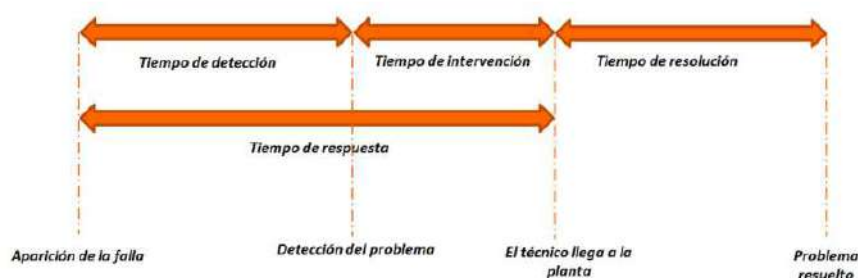 Tiempo de detección
Tiempo de intervención
Tiempo de resolución
Tiempo de respuesta
Aparición de la falla
Detección del problema
El técnico llega a la
planta
Problema
resuelto